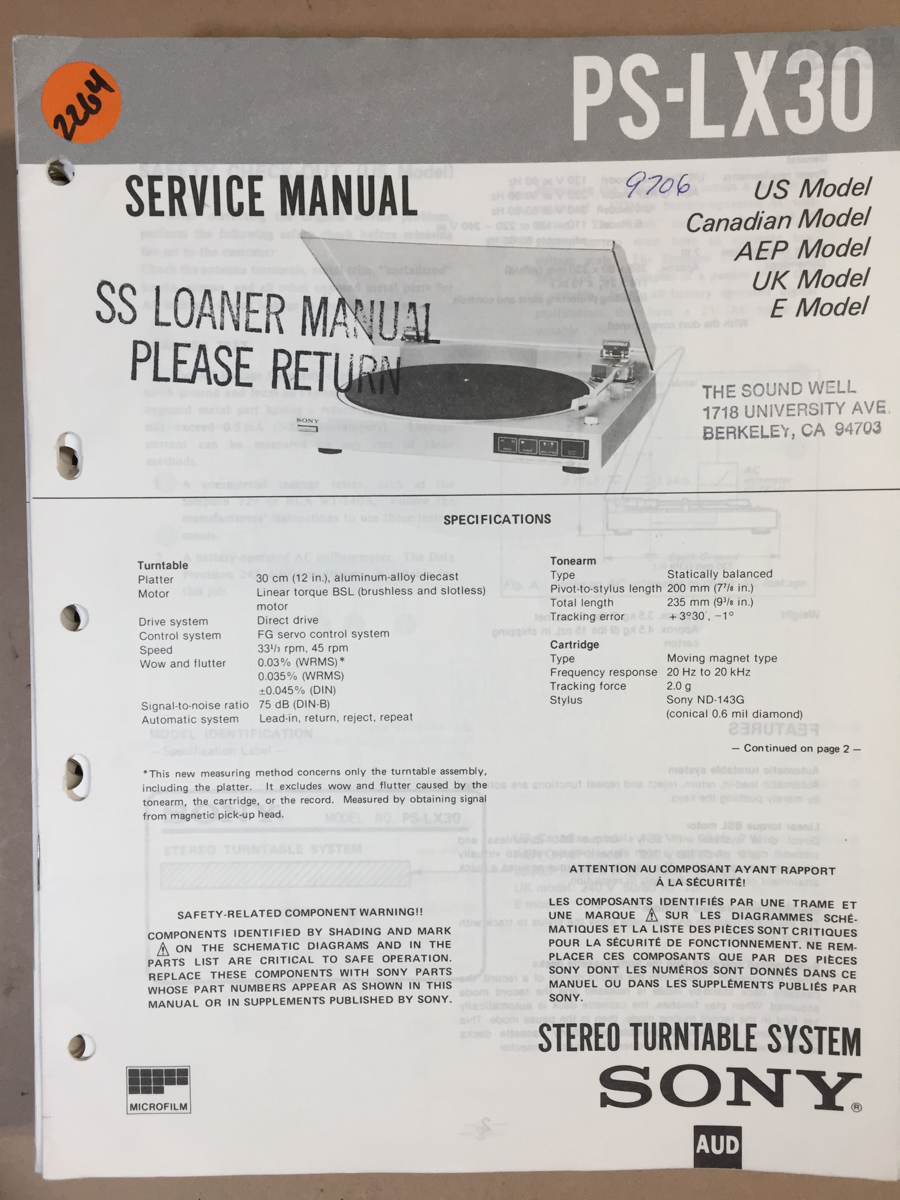 2264
PS-LX30
SERVICE MANUAL
9706
US Model
Canadian Model
AEP Model
UK Model
E Model
SS LOANER MANUAL
PLEASE RETURN
SONY
THE SOUND WELL
1718 UNIVERSITY AVE.
BERKELEY, CA 94703
SPECIFICATIONS
Turntable
Platter 30 cm (12 in.), aluminum-alloy diecast
Motor Linear torque BSL (brushless and slotless)
motor
Drive system Direct drive
Control system FG servo control system
Speed 33 1/3 rpm, 45 rpm
Wow and flutter 0.03% (WRMS)*
0.035% (WRMS)
±0.045% (DIN)
Signal-to-noise ratio 75 dB (DIN-B)
Automatic system Lead-in, return, reject, repeat
*This new measuring method concerns only the turntable assembly,
including the platter. It excludes wow and flutter caused by the
tonearm, the cartridge, or the record. Measured by obtaining signal
from magnetic pick-up head.
Tonearm
Type Statically balanced
Pivot-to-stylus length 200 mm (7 7/8 in.)
Total length 235 mm (9 3/8 in.)
Tracking error +3°30', −1°
Cartridge
Type Moving magnet type
Frequency response 20 Hz to 20 kHz
Tracking force 2.0 g
Stylus Sony ND-143G
(conical 0.6 mil diamond)
— Continued on page 2 —
SAFETY-RELATED COMPONENT WARNING!!
COMPONENTS IDENTIFIED BY SHADING AND MARK
⚠ ON THE SCHEMATIC DIAGRAMS AND IN THE
PARTS LIST ARE CRITICAL TO SAFE OPERATION.
REPLACE THESE COMPONENTS WITH SONY PARTS
WHOSE PART NUMBERS APPEAR AS SHOWN IN THIS
MANUAL OR IN SUPPLEMENTS PUBLISHED BY SONY.
ATTENTION AU COMPOSANT AYANT RAPPORT
À LA SÉCURITÉ!
LES COMPOSANTS IDENTIFIÉS PAR UNE TRAME ET
UNE MARQUE ⚠ SUR LES DIAGRAMMES SCHÉ-
MATIQUES ET LA LISTE DES PIÈCES SONT CRITIQUES
POUR LA SÉCURITÉ DE FONCTIONNEMENT. NE REM-
PLACER CES COMPOSANTS QUE PAR DES PIÈCES
SONY DONT LES NUMÉROS SONT DONNÉS DANS CE
MANUEL OU DANS LES SUPPLÉMENTS PUBLIÉS PAR
SONY.
STEREO TURNTABLE SYSTEM
SONY®
MICROFILM
AUD